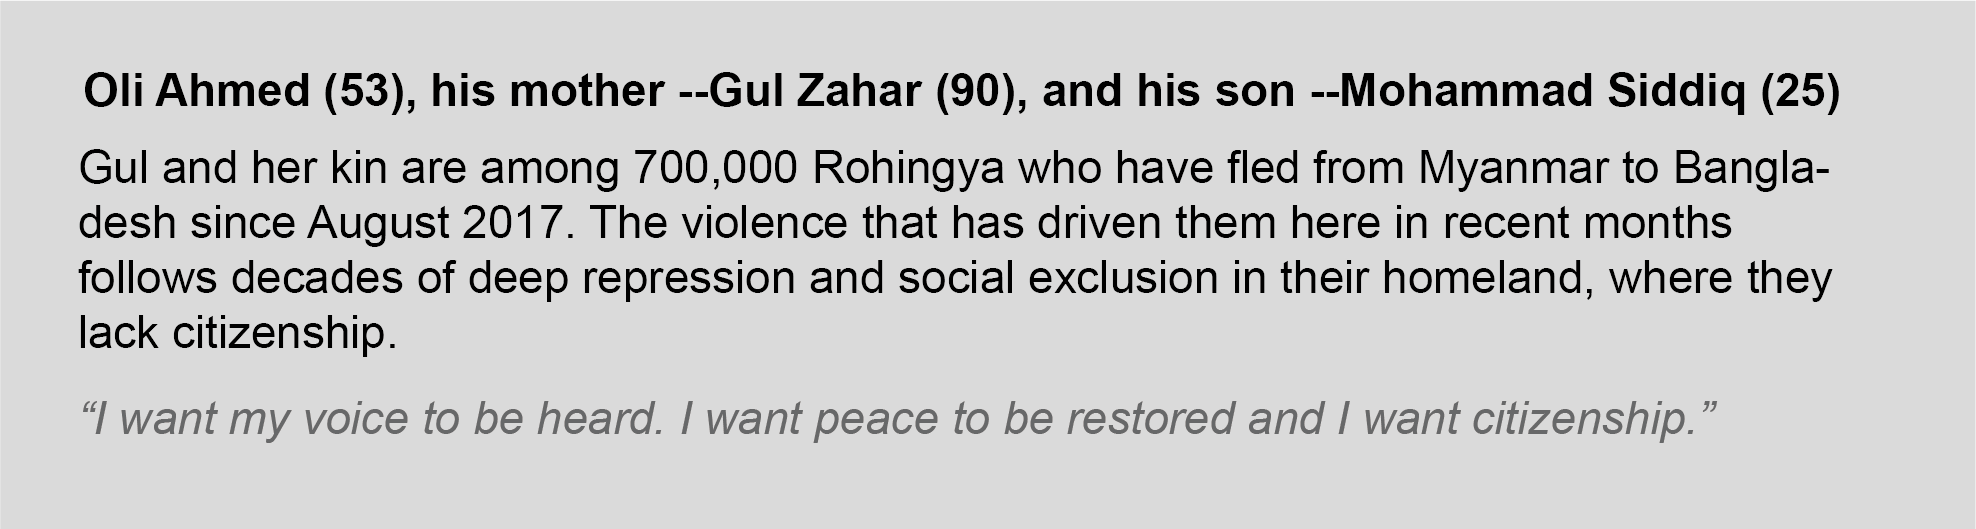 Oli Ahmed (53), his mother --Gul Zahar (90), and his son --Mohammad Siddiq (25)
Gul and her kin are among 700,000 Rohingya who have fled from Myanmar to Bangla-
desh since August 2017. The violence that has driven them here in recent months
follows decades of deep repression and social exclusion in their homeland, where they
lack citizenship.
“I want my voice to be heard. I want peace to be restored and I want citizenship.”